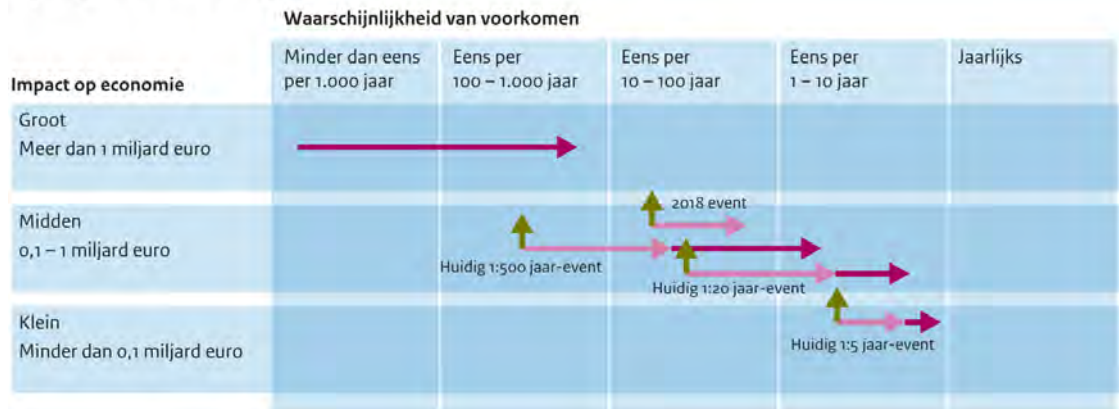 Waarschijnlijkheid van voorkomen
Impact op economie
Minder dan eens
per 1.000 jaar
Eens per
100 – 1.000 jaar
Eens per
10 – 100 jaar
Eens per
1 – 10 jaar
Jaarlijks
Groot
Meer dan 1 miljard euro
Midden
0,1 – 1 miljard euro
2018 event
Huidig 1:500 jaar-event
Huidig 1:20 jaar-event
Klein
Minder dan 0,1 miljard euro
Huidig 1:5 jaar-event